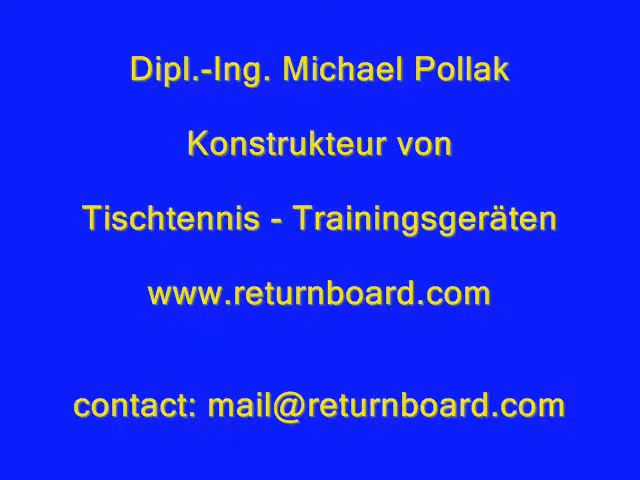 Dipl.-Ing. Michael Pollak
Konstrukteur von
Tischtennis - Trainingsgeräten
www.returnboard.com
contact: mail@returnboard.com